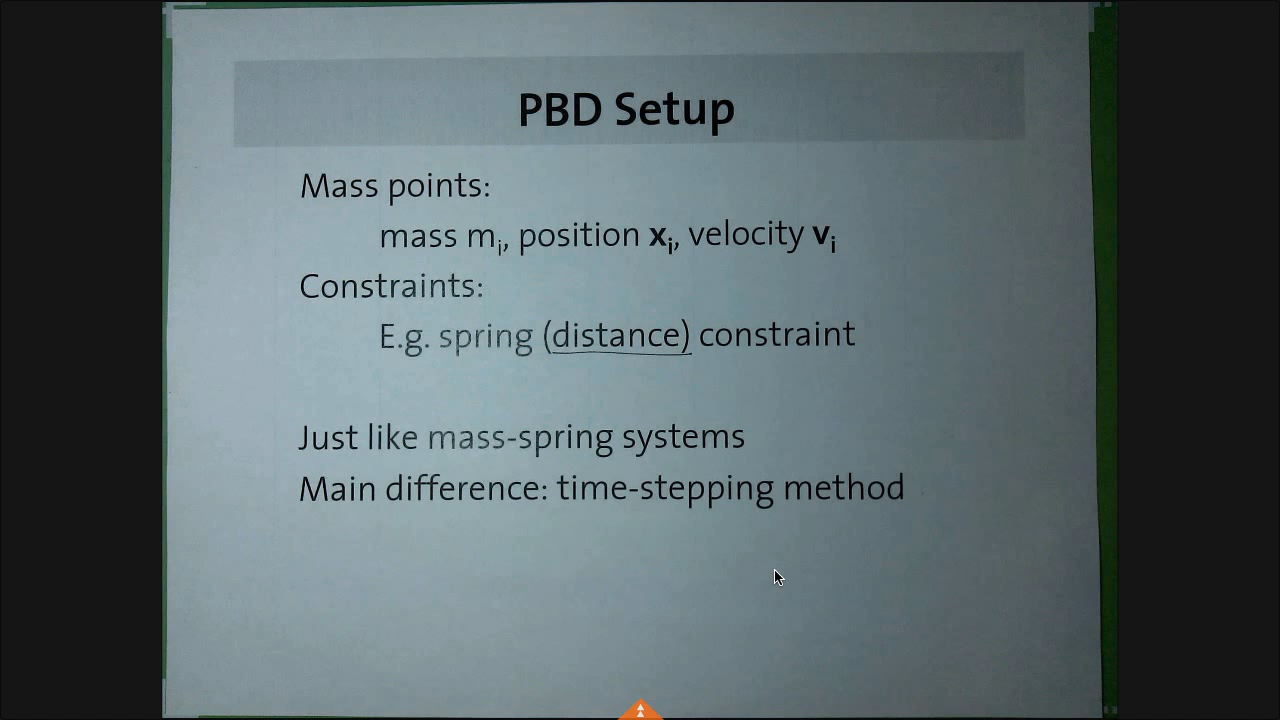 PBD Setup
Mass points:
mass mᵢ, position xᵢ, velocity vᵢ
Constraints:
E.g. spring (distance) constraint
Just like mass-spring systems
Main difference: time-stepping method